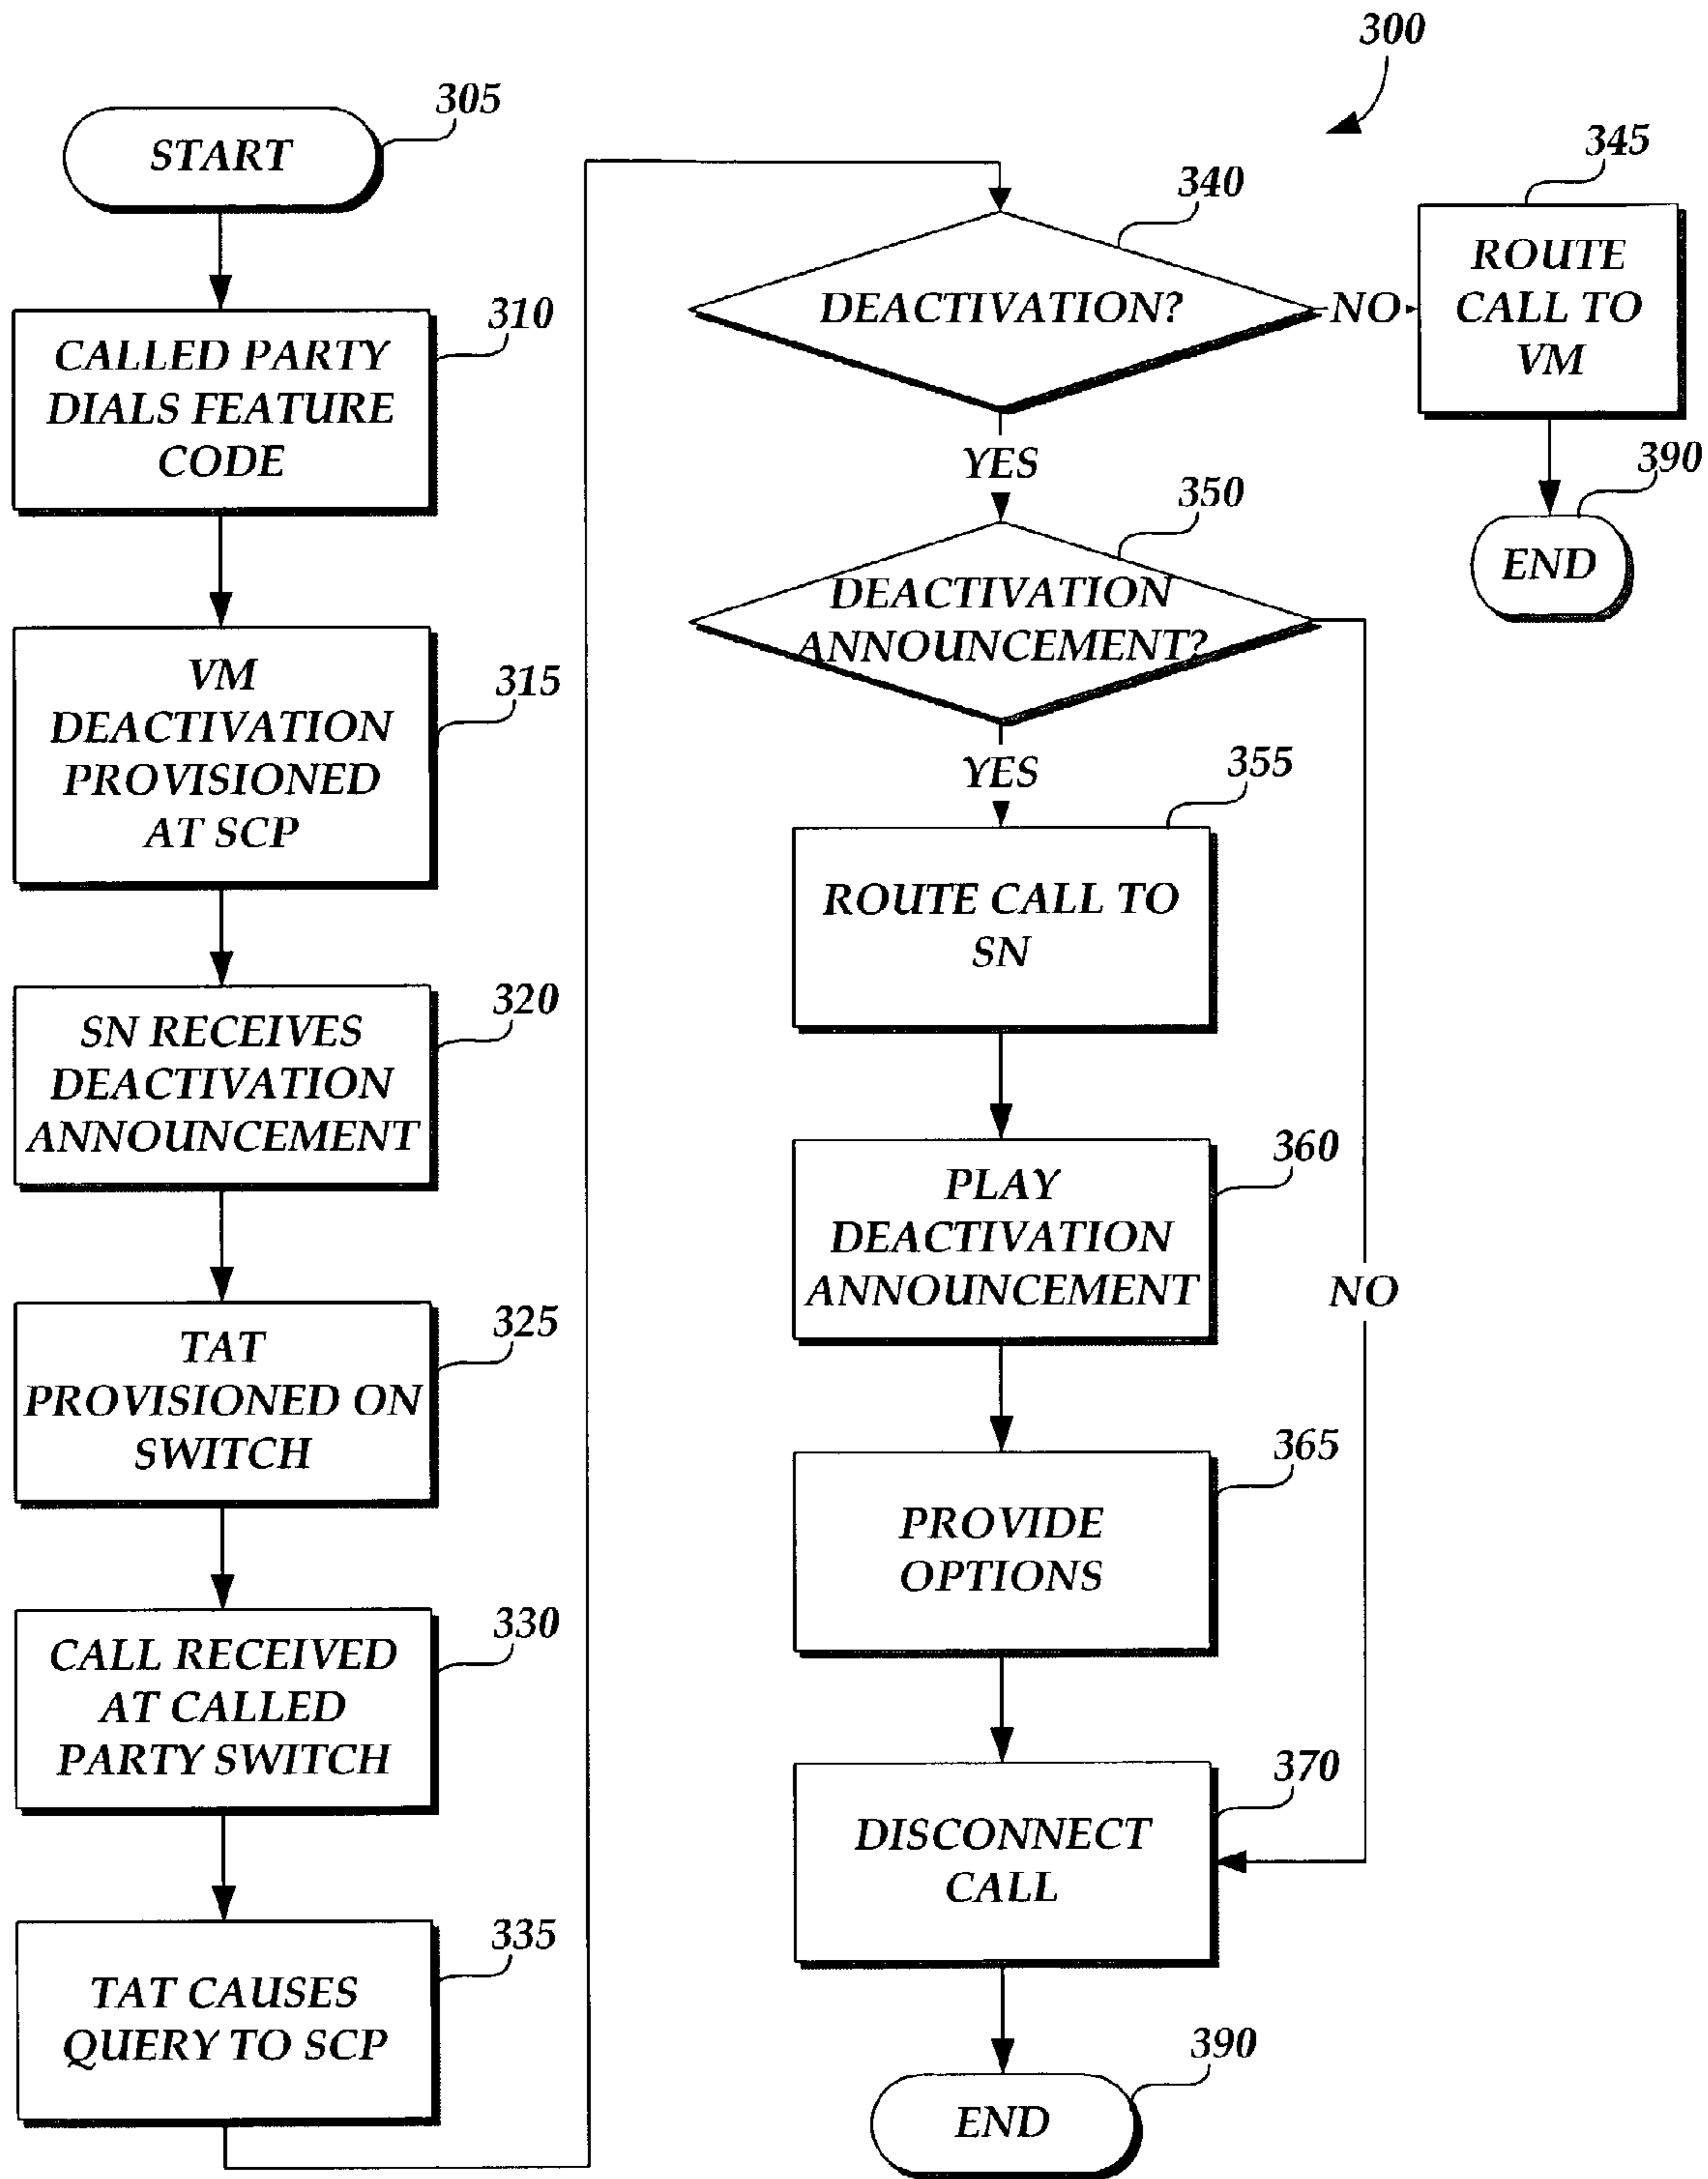 300
305
START
310
CALLED PARTY
DIALS FEATURE
CODE
315
VM
DEACTIVATION
PROVISIONED
AT SCP
320
SN RECEIVES
DEACTIVATION
ANNOUNCEMENT
325
TAT
PROVISIONED ON
SWITCH
330
CALL RECEIVED
AT CALLED
PARTY SWITCH
335
TAT CAUSES
QUERY TO SCP
340
DEACTIVATION?
NO
345
ROUTE
CALL TO
VM
390
END
YES
350
DEACTIVATION
ANNOUNCEMENT?
YES
355
ROUTE CALL TO
SN
360
PLAY
DEACTIVATION
ANNOUNCEMENT
NO
365
PROVIDE
OPTIONS
370
DISCONNECT
CALL
390
END